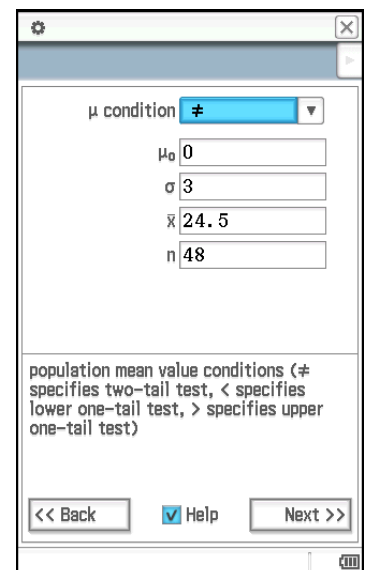 μ condition ≠
μ₀ 0
σ 3
x̄ 24.5
n 48
population mean value conditions (≠
specifies two-tail test, < specifies
lower one-tail test, > specifies upper
one-tail test)
<< Back Help Next >>